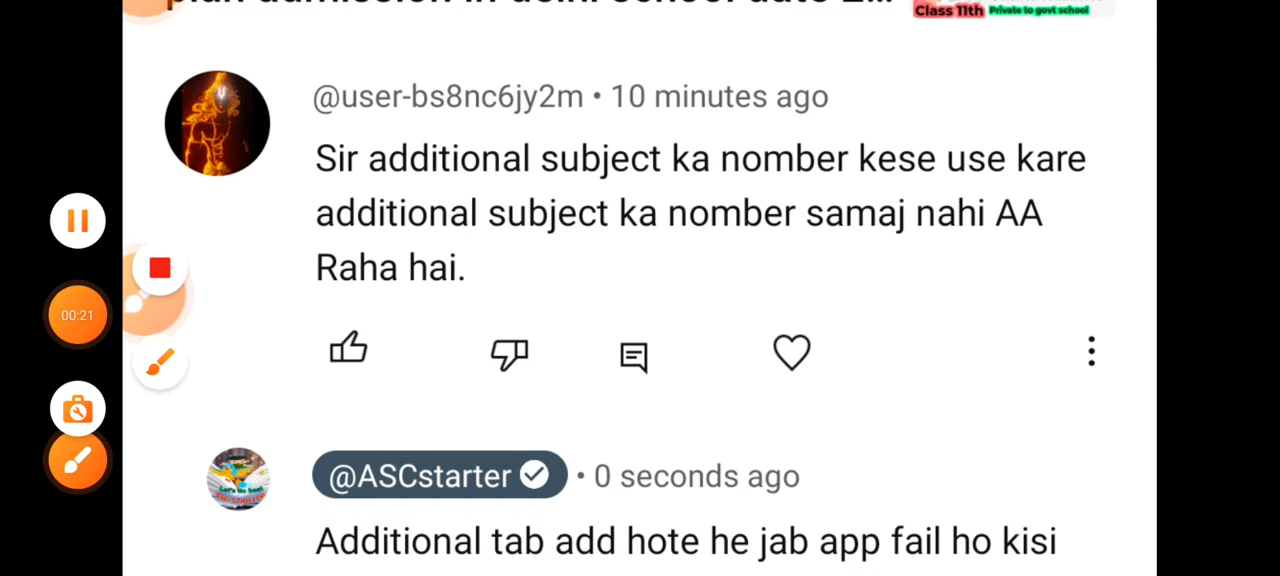 Class 11th Private to govt school
@user-bs8nc6jy2m • 10 minutes ago
Sir additional subject ka nomber kese use kare
additional subject ka nomber samaj nahi AA
Raha hai.
00:21
@ASCstarter • 0 seconds ago
Additional tab add hote he jab app fail ho kisi